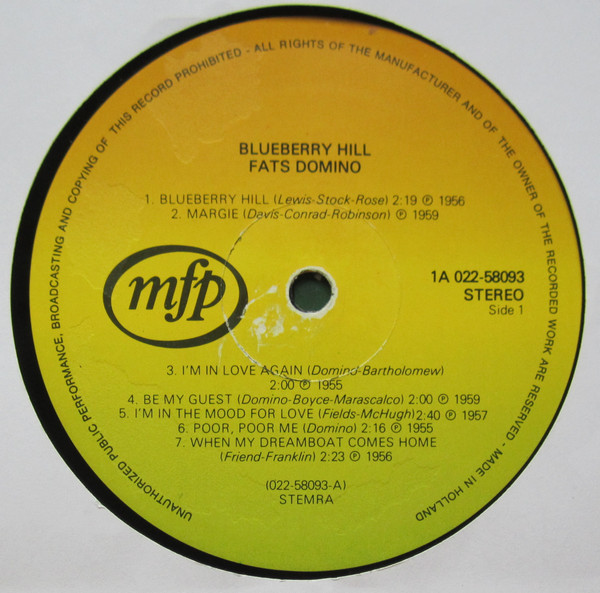 UNAUTHORIZED PUBLIC PERFORMANCE, BROADCASTING AND COPYING OF THIS RECORD PROHIBITED - ALL RIGHTS OF THE MANUFACTURER AND OF THE OWNER OF THE RECORDED WORK ARE RESERVED - MADE IN HOLLAND
BLUEBERRY HILL
FATS DOMINO
1. BLUEBERRY HILL (Lewis-Stock-Rose) 2:19 ℗ 1956
2. MARGIE (Davis-Conrad-Robinson) ℗ 1959
mfp
1A 022-58093
STEREO
Side 1
3. I'M IN LOVE AGAIN (Domino-Bartholomew)
2:00 ℗ 1955
4. BE MY GUEST (Domino-Boyce-Marascalco) 2:00 ℗ 1959
5. I'M IN THE MOOD FOR LOVE (Fields-McHugh) 2:40 ℗ 1957
6. POOR, POOR ME (Domino) 2:16 ℗ 1955
7. WHEN MY DREAMBOAT COMES HOME
(Friend-Franklin) 2:23 ℗ 1956
(022-58093-A)
STEMRA